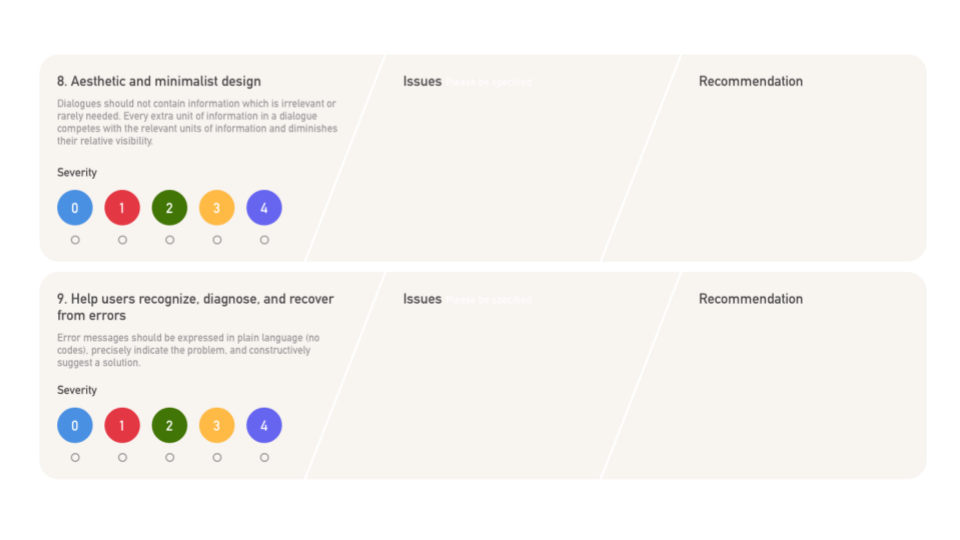 8. Aesthetic and minimalist design
Dialogues should not contain information which is irrelevant or
rarely needed. Every extra unit of information in a dialogue
competes with the relevant units of information and diminishes
their relative visibility.
Severity
0 1 2 3 4
Issues Please be specified
Recommendation
9. Help users recognize, diagnose, and recover
from errors
Error messages should be expressed in plain language (no
codes), precisely indicate the problem, and constructively
suggest a solution.
Severity
0 1 2 3 4
Issues Please be specified
Recommendation